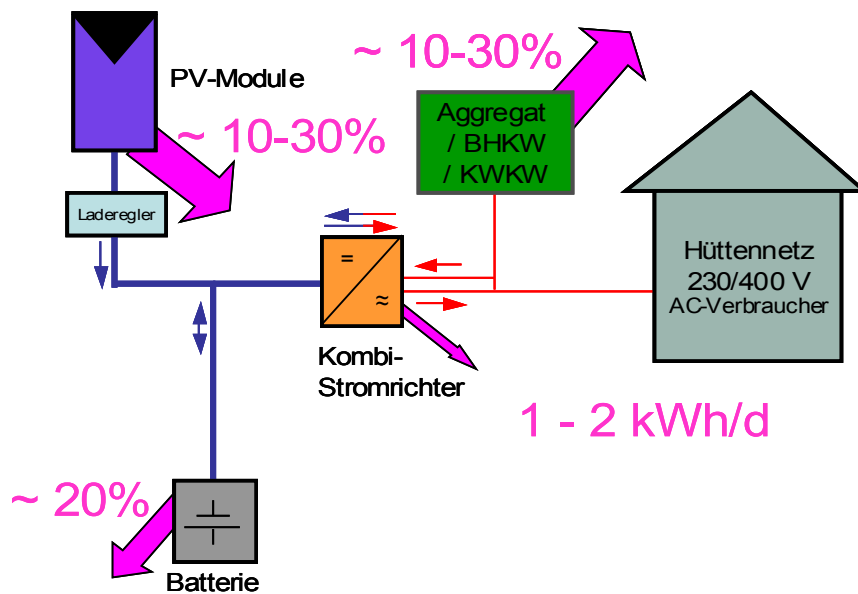 PV-Module
~ 10-30%
~ 10-30%
Aggregat
/ BHKW
/ KWKW
Laderegler
=
≈
Hüttennetz
230/400 V
AC-Verbraucher
Kombi-
Stromrichter
1 - 2 kWh/d
~ 20%
Batterie